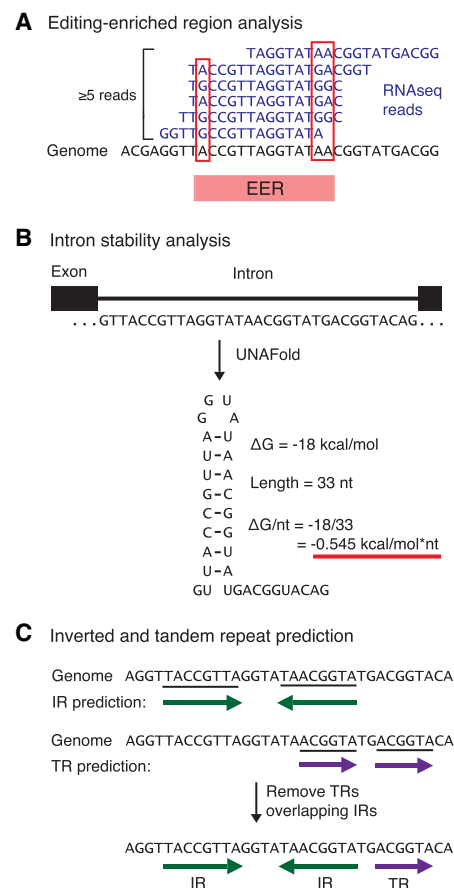 A Editing-enriched region analysis
TAGGTATAACGGTATGACGG
TACCGTTAGGTATGACGGT
TGCCGTTAGGTATGGC
≥5 reads
TACCGTTAGGTATGAC
RNAseq reads
TTGCCGTTAGGTATGGC
GGTTGCCGTTAGGTATA
Genome ACGAGGTTACCGTTAGGTATAACGGTATGACGG
EER
B Intron stability analysis
Exon Intron
...GTTACCGTTAGGTATAACGGTATGACGGTACAG...
UNAFold
G U
G A
A-U
ΔG = -18 kcal/mol
U-A
U-A
Length = 33 nt
G-C
C-G
ΔG/nt = -18/33
C-G
= -0.545 kcal/mol*nt
A-U
U-A
GU UGACGGUACAG
C Inverted and tandem repeat prediction
Genome AGGTTACCGTTAGGTATAACGGTATGACGGTACA
IR prediction:
Genome AGGTTACCGTTAGGTATAACGGTATGACGGTACA
TR prediction:
Remove TRs
overlapping IRs
AGGTTACCGTTAGGTATAACGGTATGACGGTACA
IR IR TR